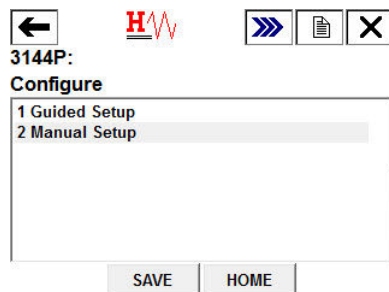 H
3144P:
Configure
1 Guided Setup
2 Manual Setup
SAVE HOME